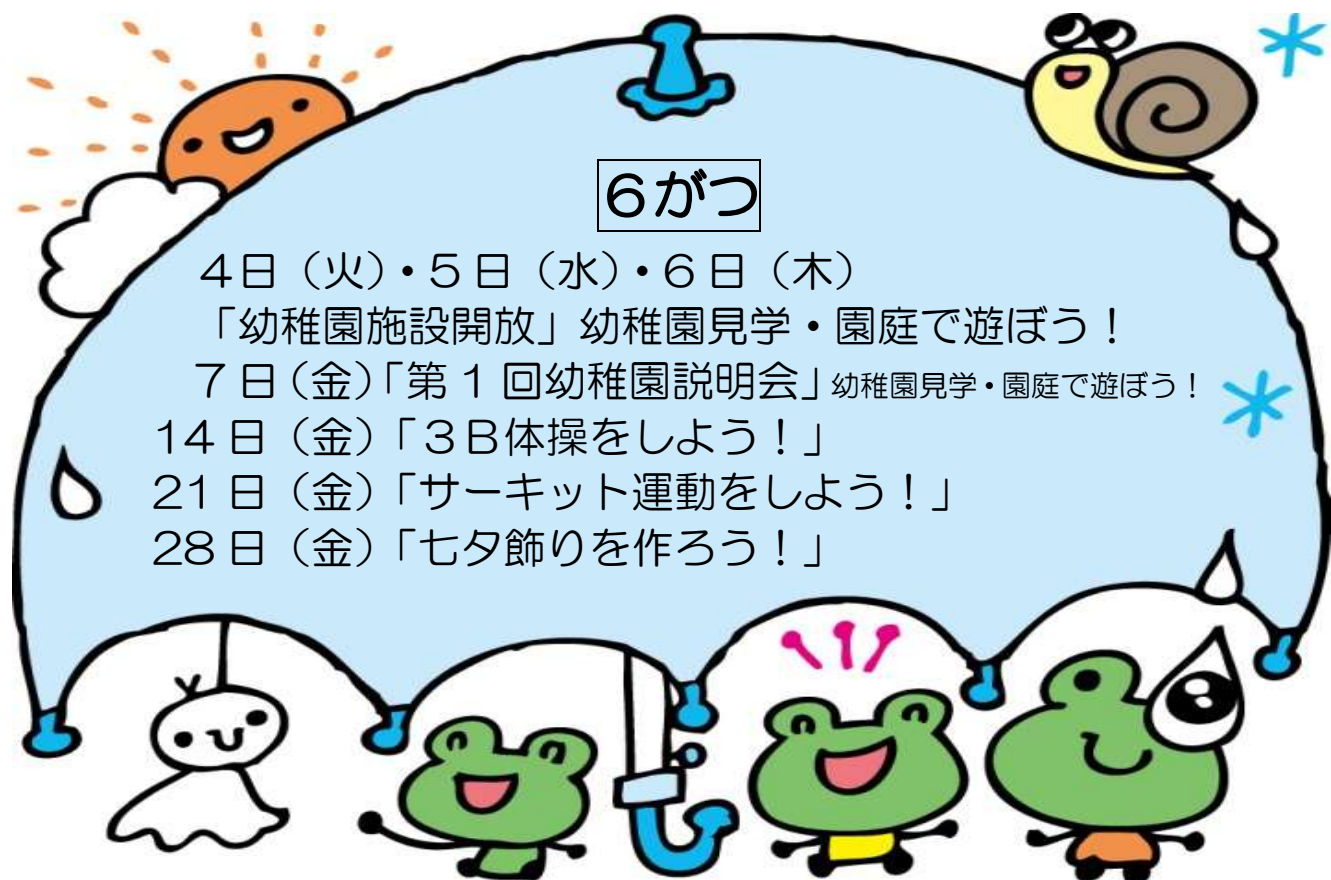 6がつ
4日（火）・5日（水）・6日（木）
「幼稚園施設開放」幼稚園見学・園庭で遊ぼう！
7日（金）「第1回幼稚園説明会」幼稚園見学・園庭で遊ぼう！
14日（金）「3B体操をしよう！」
21日（金）「サーキット運動をしよう！」
28日（金）「七夕飾りを作ろう！」